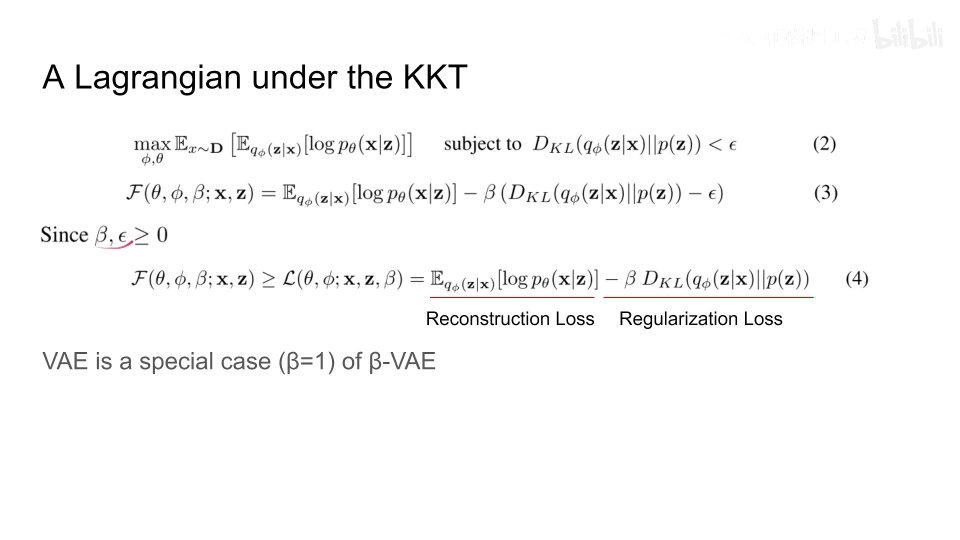 bilibili
A Lagrangian under the KKT
max_{ϕ,θ} 𝔼_{x∼𝐃} [𝔼_{q_ϕ(𝐳|𝐱)}[log p_θ(𝐱|𝐳)]] subject to D_{KL}(q_ϕ(𝐳|𝐱)||p(𝐳)) < ϵ (2)
ℱ(θ, ϕ, β; 𝐱, 𝐳) = 𝔼_{q_ϕ(𝐳|𝐱)}[log p_θ(𝐱|𝐳)] − β (D_{KL}(q_ϕ(𝐳|𝐱)||p(𝐳)) − ϵ) (3)
Since β, ϵ ≥ 0
ℱ(θ, ϕ, β; 𝐱, 𝐳) ≥ ℒ(θ, ϕ; 𝐱, 𝐳, β) = 𝔼_{q_ϕ(𝐳|𝐱)}[log p_θ(𝐱|𝐳)] − β D_{KL}(q_ϕ(𝐳|𝐱)||p(𝐳)) (4)
Reconstruction Loss Regularization Loss
VAE is a special case (β=1) of β-VAE